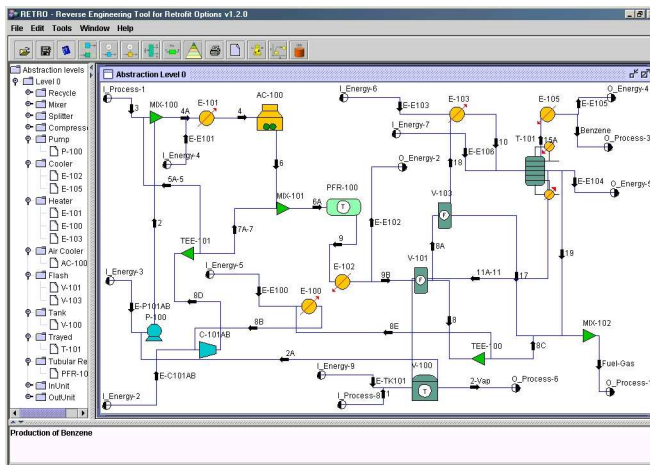 RETRO - Reverse Engineering Tool for Retrofit Options v1.2.0
File Edit Tools Window Help
Abstraction levels
Level 0
Recycle
Mixer
Splitter
Compress
Pump
P-100
Cooler
E-102
E-105
Heater
E-101
E-100
E-103
Air Cooler
AC-100
Flash
V-101
V-103
Tank
V-100
Trayed
T-101
Tubular Re
PFR-10
InUnit
OutUnit
Abstraction Level 0
I_Process-1
3
MIX-100
4A
E-101
4
AC-100
E-E101
I_Energy-4
5A-5
6
2
MIX-101
6A
PFR-100
T
7A-7
TEE-101
9
E-102
E-E102
9B
I_Energy-6
E-E103
E-103
I_Energy-7
E-E106
10
18
O_Energy-2
V-103
F
8A
V-101
F
11A-11
17
E-105
E-E105
O_Energy-4
Benzene
O_Process-3
T-101
15A
E-E104
O_Energy-5
19
I_Energy-3
I_Energy-5
E-E100
E-100
8D
8B
8E
8
E-P101AB
P-100
C-101AB
2A
TEE-100
8C
MIX-102
Fuel-Gas
E-C101AB
I_Energy-2
I_Energy-9
E-TK101
I_Process-8
1
V-100
T
2-Vap
O_Process-6
O_Process-
Production of Benzene